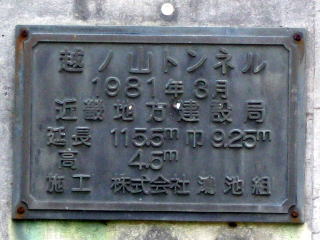 越ノ山トンネル
1981年3月
近畿地方建設局
延長 115.5m 巾 9.25m
高 4.5m
施工 株式会社 鴻池組